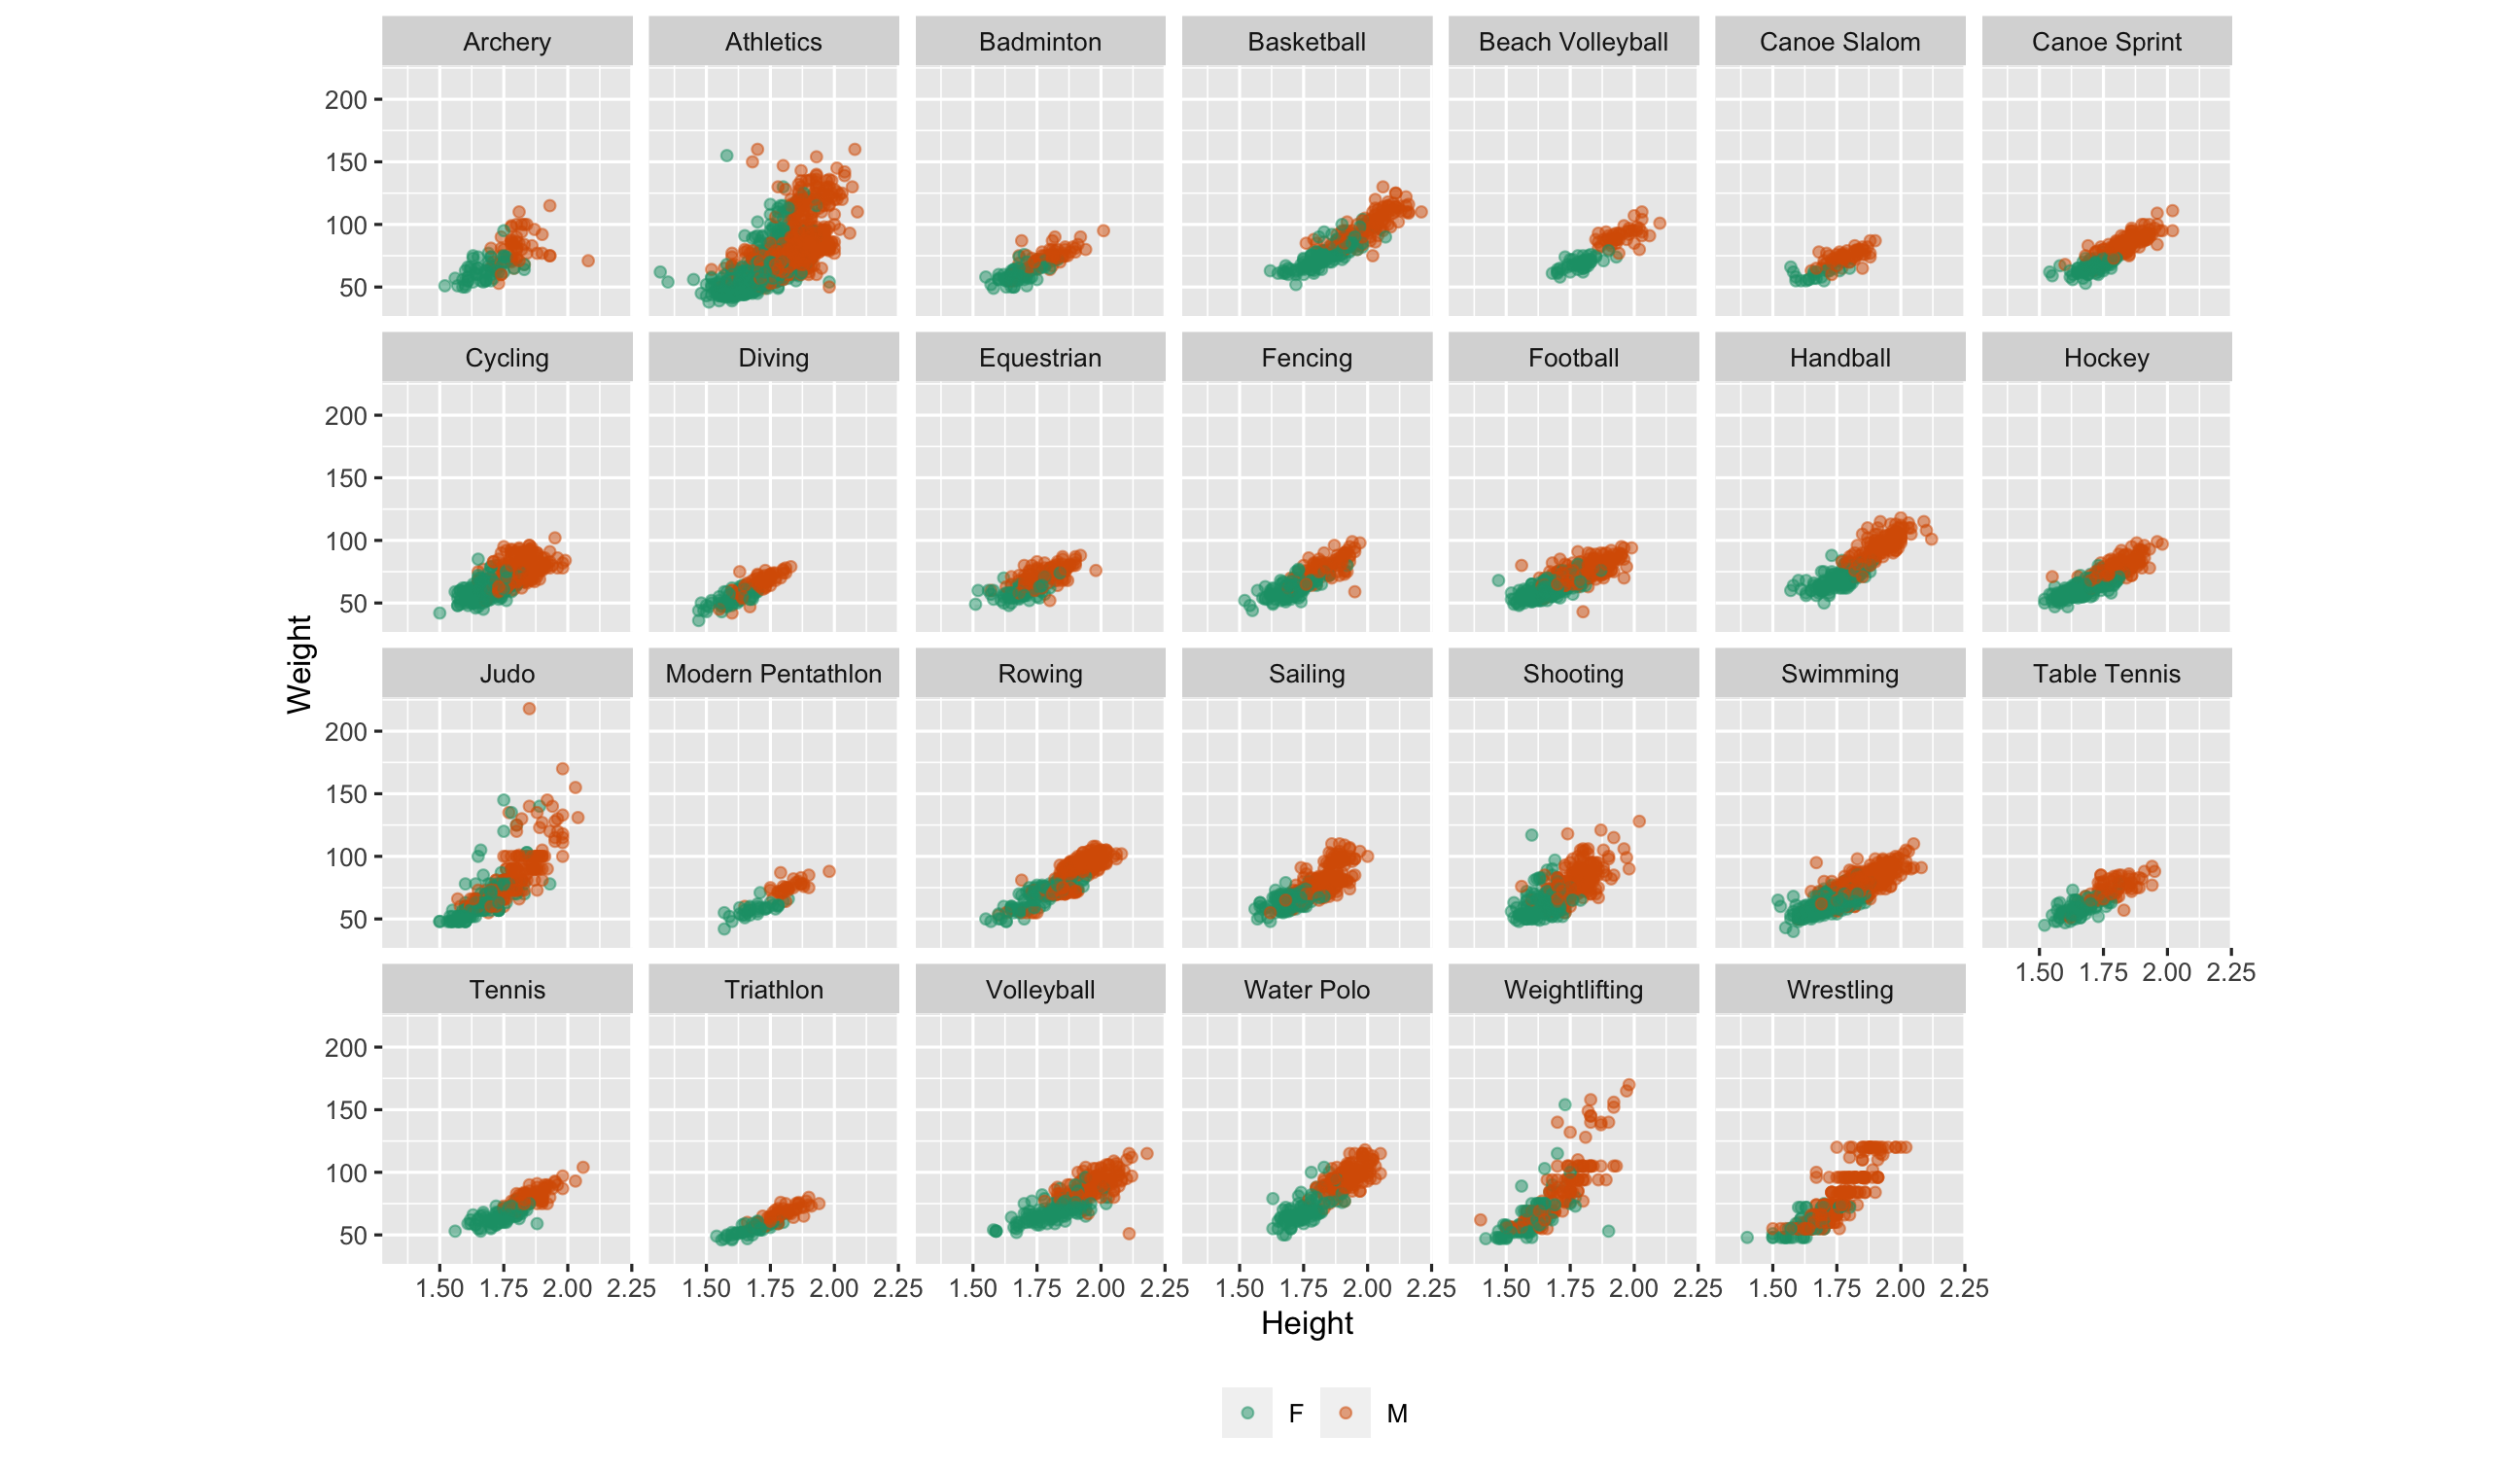 Archery Athletics Badminton Basketball Beach Volleyball Canoe Slalom Canoe Sprint
200
150
100
50
Cycling Diving Equestrian Fencing Football Handball Hockey
200
150
100
50
Weight
Judo Modern Pentathlon Rowing Sailing Shooting Swimming Table Tennis
200
150
100
50
1.50 1.75 2.00 2.25
Tennis Triathlon Volleyball Water Polo Weightlifting Wrestling
200
150
100
50
1.50 1.75 2.00 2.25 1.50 1.75 2.00 2.25 1.50 1.75 2.00 2.25 1.50 1.75 2.00 2.25 1.50 1.75 2.00 2.25 1.50 1.75 2.00 2.25
Height
F M